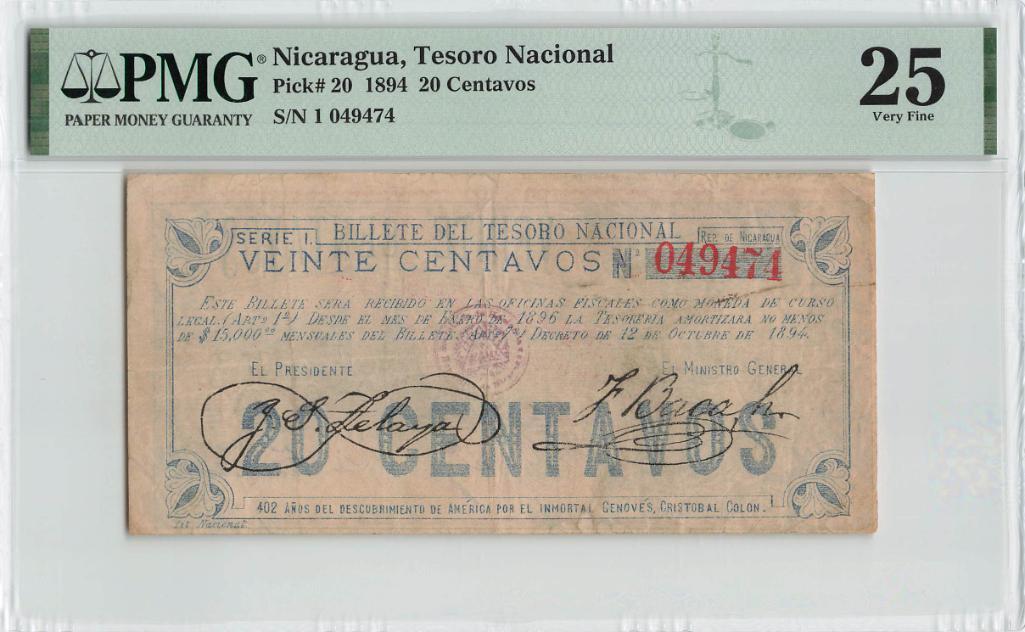 PMG® Nicaragua, Tesoro Nacional
PAPER MONEY GUARANTY
Pick# 20 1894 20 Centavos
S/N 1 049474
25
Very Fine
SERIE I. BILLETE DEL TESORO NACIONAL REP. DE NICARAGUA
VEINTE CENTAVOS Nº 049474
ESTE BILLETE SERA RECIBIDO EN LAS OFICINAS FISCALES COMO MONEDA DE CURSO
LEGAL. (ARTº 1º) DESDE EL MES DE ENERO DE 1896 LA TESORERIA AMORTIZARA NO MENOS
DE $15,000.00 MENSUALES DEL BILLETE. DECRETO DE 12 DE OCTUBRE DE 1894.
EL PRESIDENTE EL MINISTRO GENERAL
J. S. Zelaya F Baca h.
20 CENTAVOS
402 AÑOS DEL DESCUBRIMIENTO DE AMÉRICA POR EL INMORTAL GENOVÉS, CRISTOBAL COLON.
Nacional.